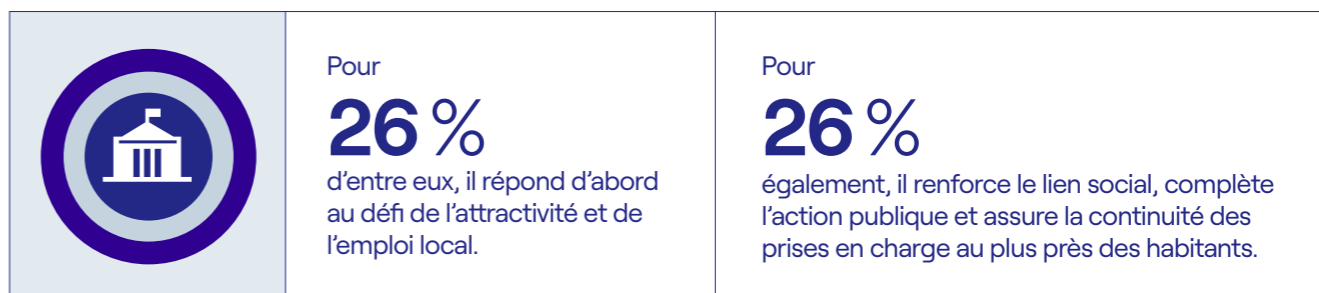 Pour
26 %
d'entre eux, il répond d'abord
au défi de l'attractivité et de
l'emploi local.
Pour
26 %
également, il renforce le lien social, complète
l'action publique et assure la continuité des
prises en charge au plus près des habitants.